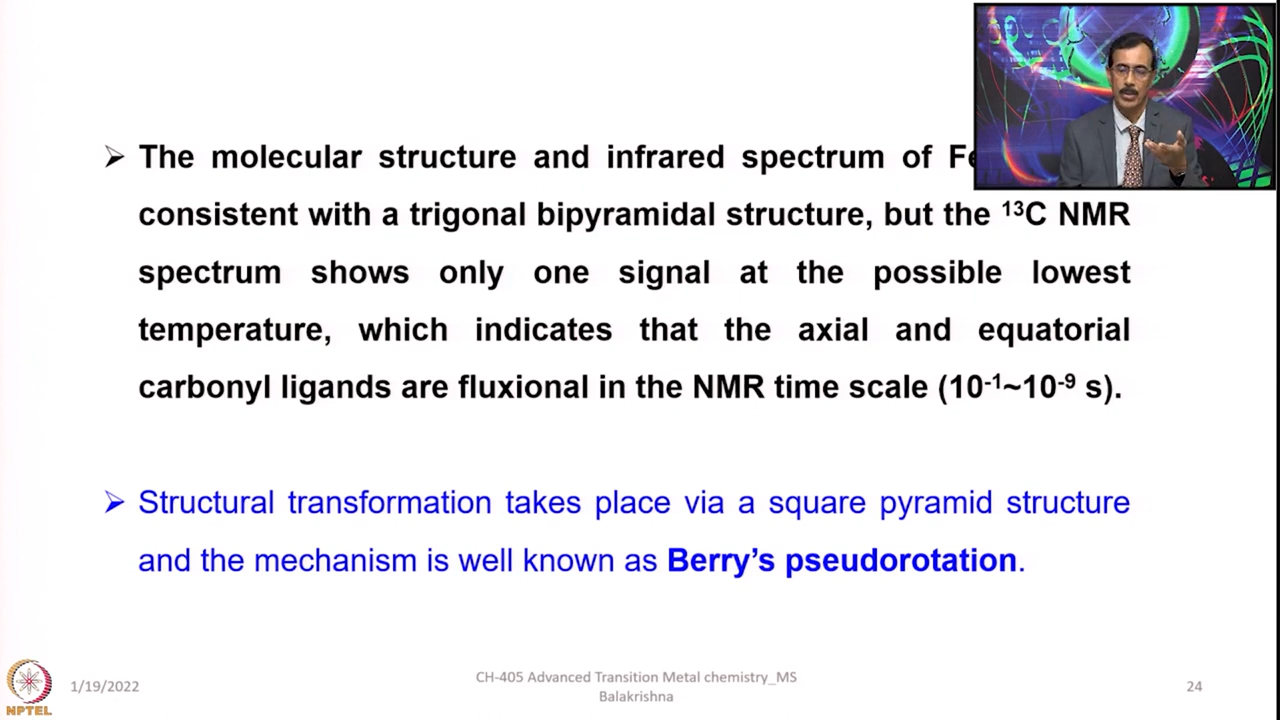 ➢ The molecular structure and infrared spectrum of Fe
consistent with a trigonal bipyramidal structure, but the ¹³C NMR
spectrum shows only one signal at the possible lowest
temperature, which indicates that the axial and equatorial
carbonyl ligands are fluxional in the NMR time scale (10⁻¹~10⁻⁹ s).
➢ Structural transformation takes place via a square pyramid structure
and the mechanism is well known as Berry’s pseudorotation.
NPTEL
1/19/2022
CH-405 Advanced Transition Metal chemistry_MS
Balakrishna
24